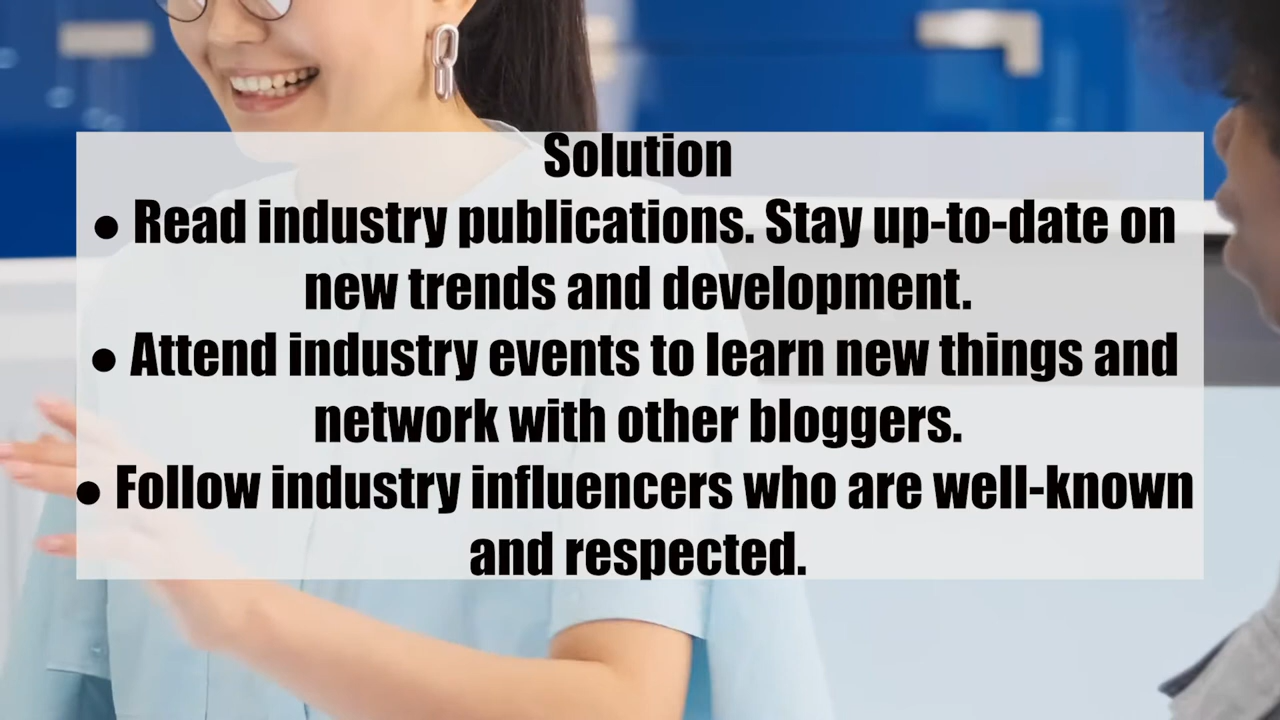 Solution
● Read industry publications. Stay up-to-date on
new trends and development.
● Attend industry events to learn new things and
network with other bloggers.
● Follow industry influencers who are well-known
and respected.